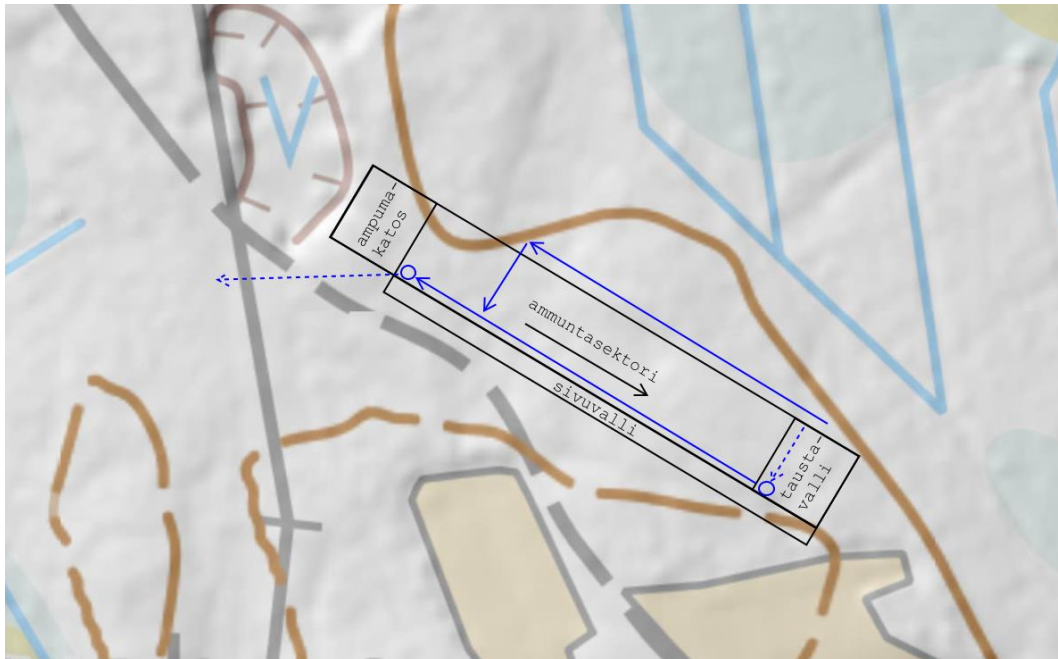 ampuma-
katos
ammuntasektori
sivuvalli
tausta-
valli